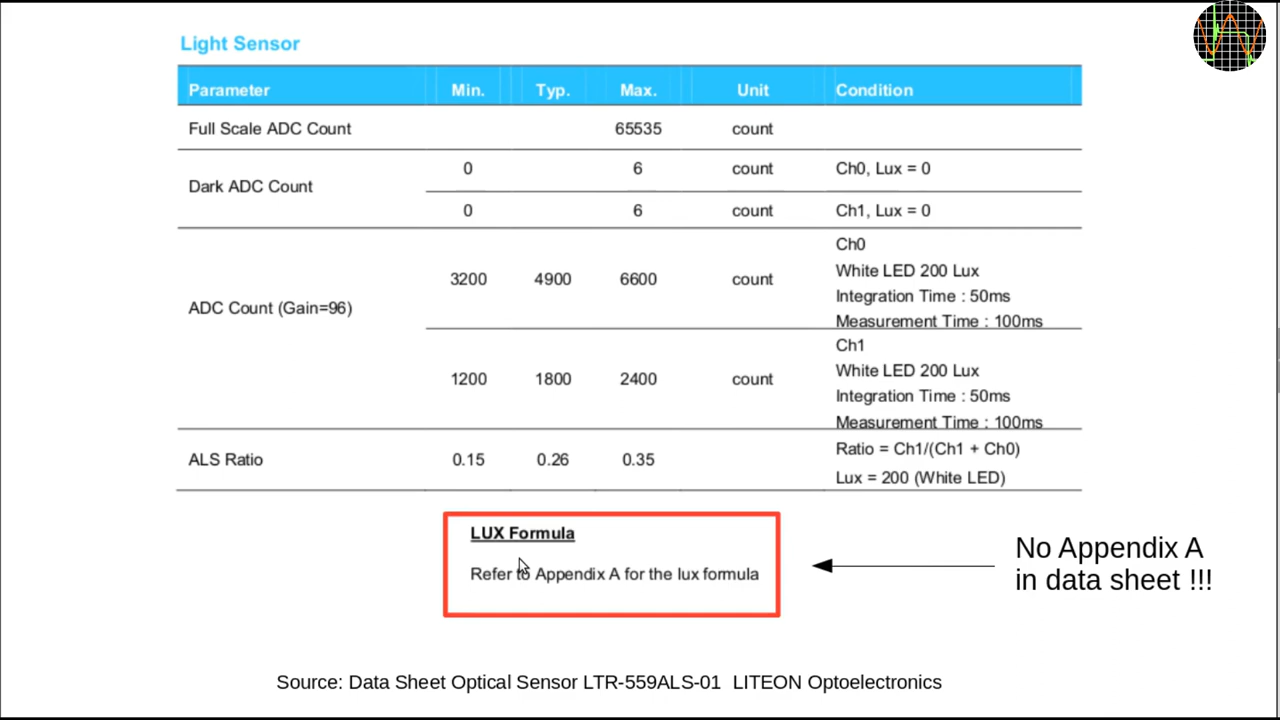 Light Sensor
Parameter Min. Typ. Max. Unit Condition
Full Scale ADC Count 65535 count
Dark ADC Count
0 6 count Ch0, Lux = 0
0 6 count Ch1, Lux = 0
ADC Count (Gain=96)
3200 4900 6600 count
Ch0
White LED 200 Lux
Integration Time : 50ms
Measurement Time : 100ms
1200 1800 2400 count
Ch1
White LED 200 Lux
Integration Time : 50ms
Measurement Time : 100ms
ALS Ratio 0.15 0.26 0.35
Ratio = Ch1/(Ch1 + Ch0)
Lux = 200 (White LED)
LUX Formula
Refer to Appendix A for the lux formula
No Appendix A
in data sheet !!!
Source: Data Sheet Optical Sensor LTR-559ALS-01 LITEON Optoelectronics